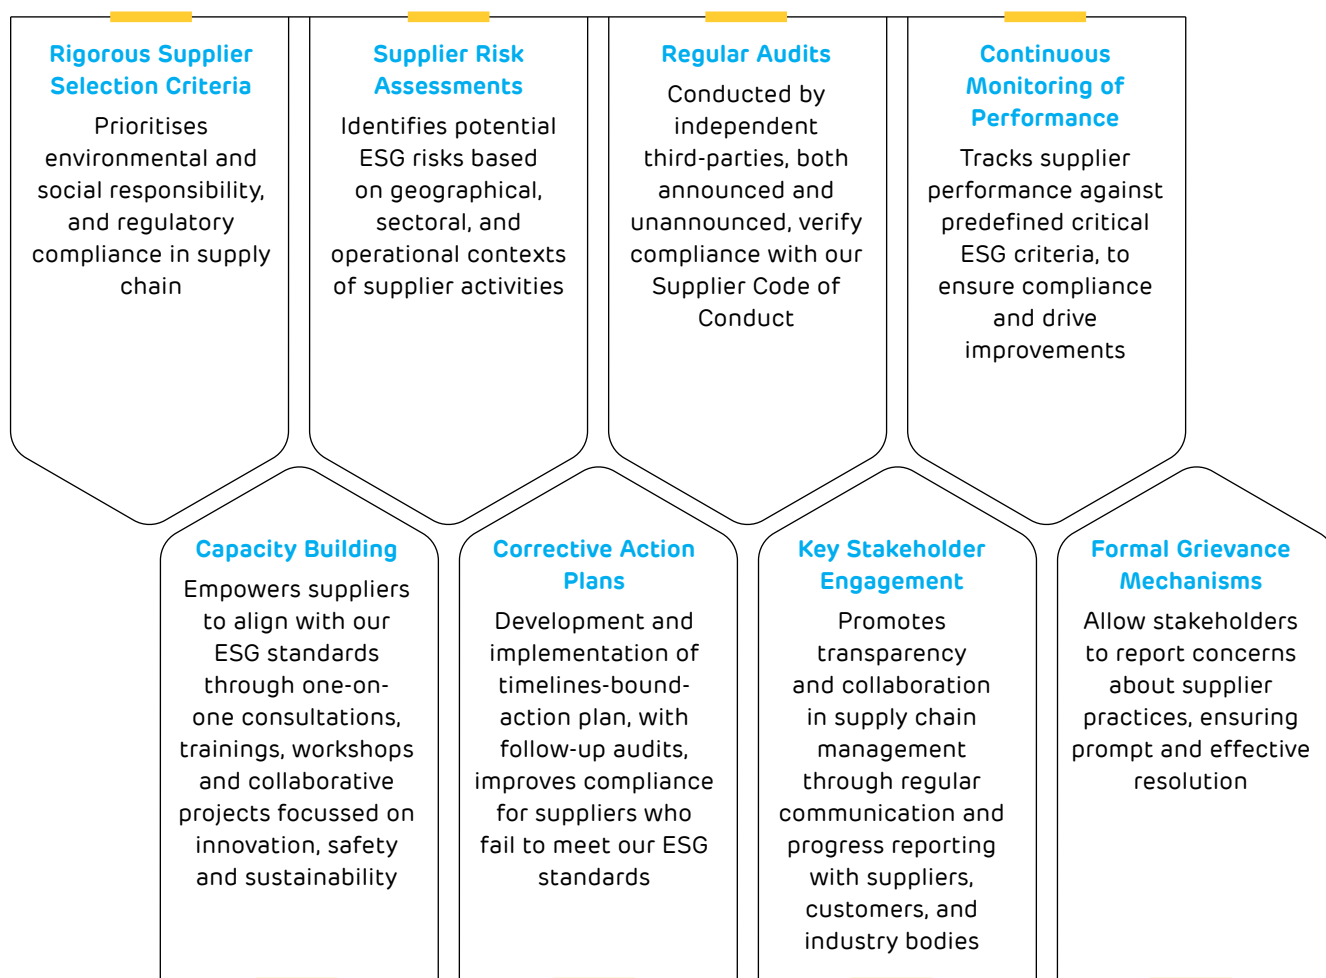 Rigorous Supplier
Selection Criteria
Prioritises
environmental and
social responsibility,
and regulatory
compliance in supply
chain
Supplier Risk
Assessments
Identifies potential
ESG risks based
on geographical,
sectoral, and
operational contexts
of supplier activities
Regular Audits
Conducted by
independent
third-parties, both
announced and
unannounced, verify
compliance with our
Supplier Code of
Conduct
Continuous
Monitoring of
Performance
Tracks supplier
performance against
predefined critical
ESG criteria, to
ensure compliance
and drive
improvements
Capacity Building
Empowers suppliers
to align with our
ESG standards
through one-on-
one consultations,
trainings, workshops
and collaborative
projects focussed on
innovation, safety
and sustainability
Corrective Action
Plans
Development and
implementation of
timelines-bound-
action plan, with
follow-up audits,
improves compliance
for suppliers who
fail to meet our ESG
standards
Key Stakeholder
Engagement
Promotes
transparency
and collaboration
in supply chain
management
through regular
communication and
progress reporting
with suppliers,
customers, and
industry bodies
Formal Grievance
Mechanisms
Allow stakeholders
to report concerns
about supplier
practices, ensuring
prompt and effective
resolution